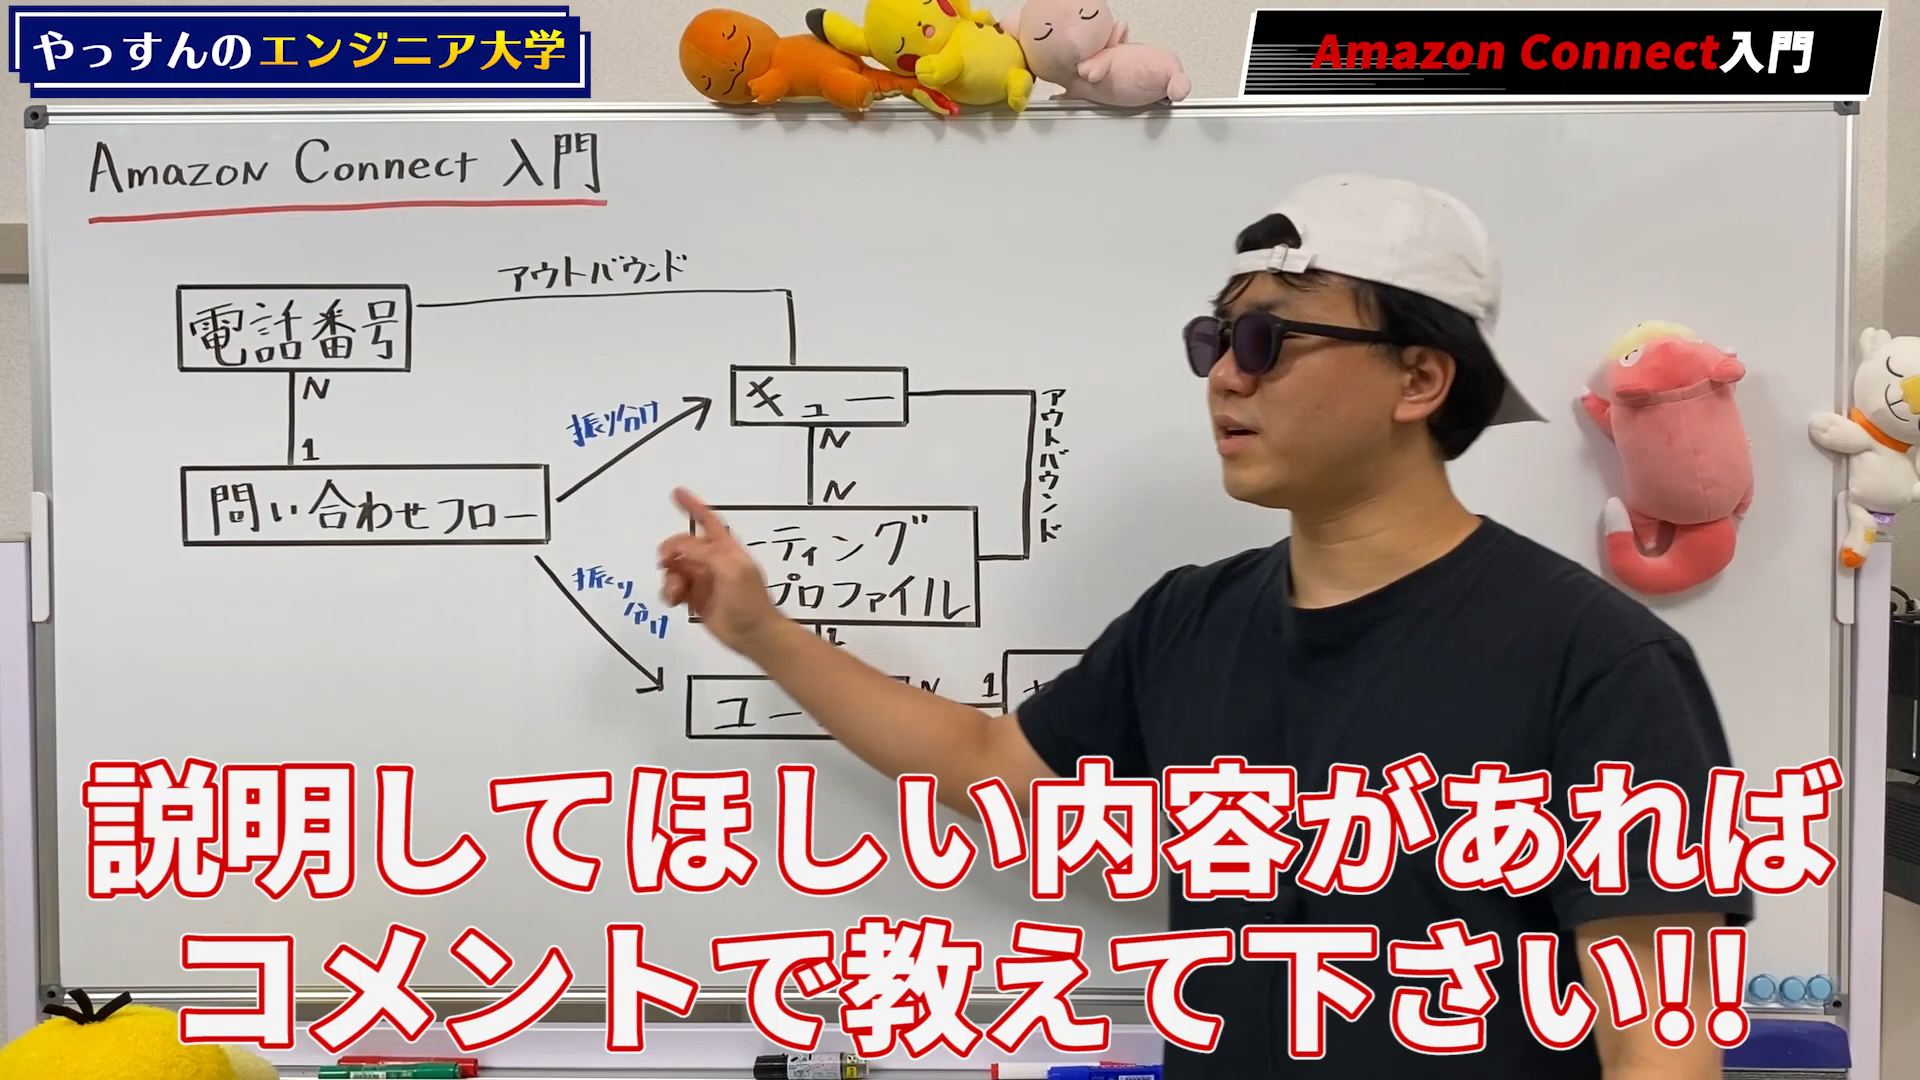 やっすんのエンジニア大学
Amazon Connect入門
Amazon Connect 入門
アウトバウンド
電話番号
N
1
問い合わせフロー
振り分け
振り分け
キュー
N
N
アウトバウンド
ーティング
プロファイル
1
ユー
N
1
説明してほしい内容があれば
コメントで教えて下さい!!